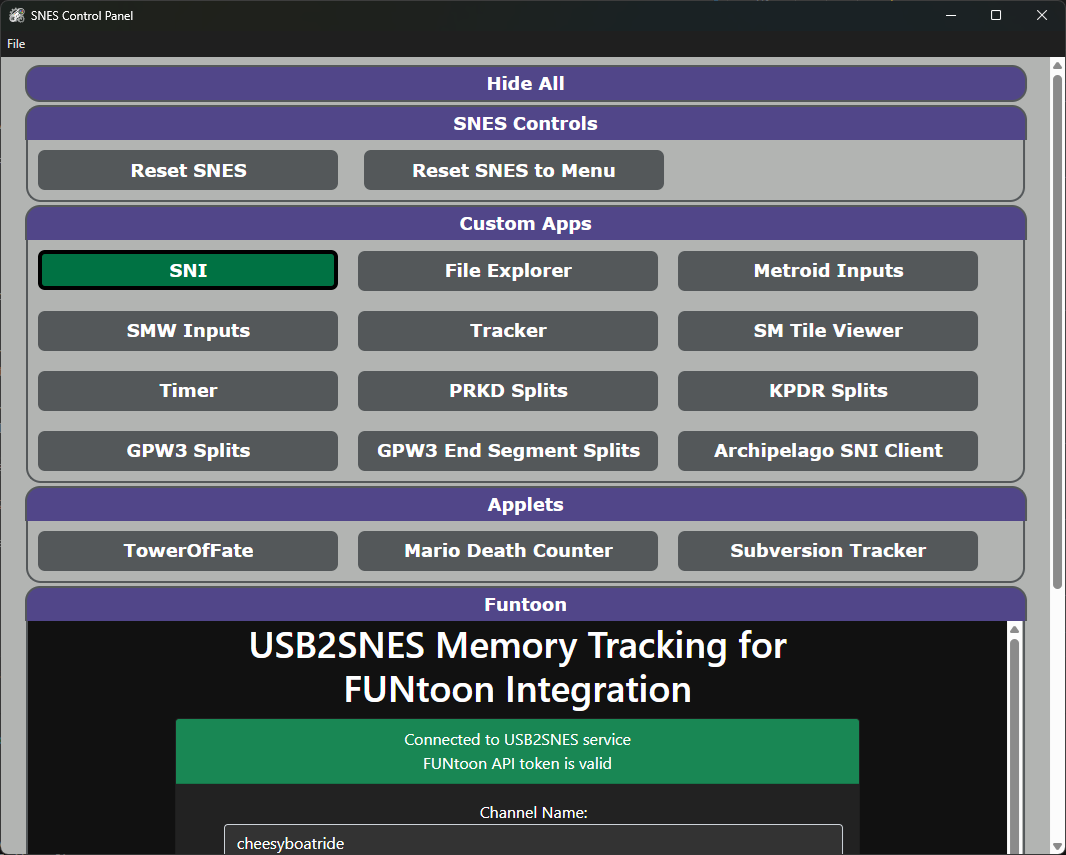 SNES Control Panel
File
Hide All
SNES Controls
Reset SNES
Reset SNES to Menu
Custom Apps
SNI
File Explorer
Metroid Inputs
SMW Inputs
Tracker
SM Tile Viewer
Timer
PRKD Splits
KPDR Splits
GPW3 Splits
GPW3 End Segment Splits
Archipelago SNI Client
Applets
TowerOfFate
Mario Death Counter
Subversion Tracker
Funtoon
USB2SNES Memory Tracking for
FUNtoon Integration
Connected to USB2SNES service
FUNtoon API token is valid
Channel Name:
cheesyboatride